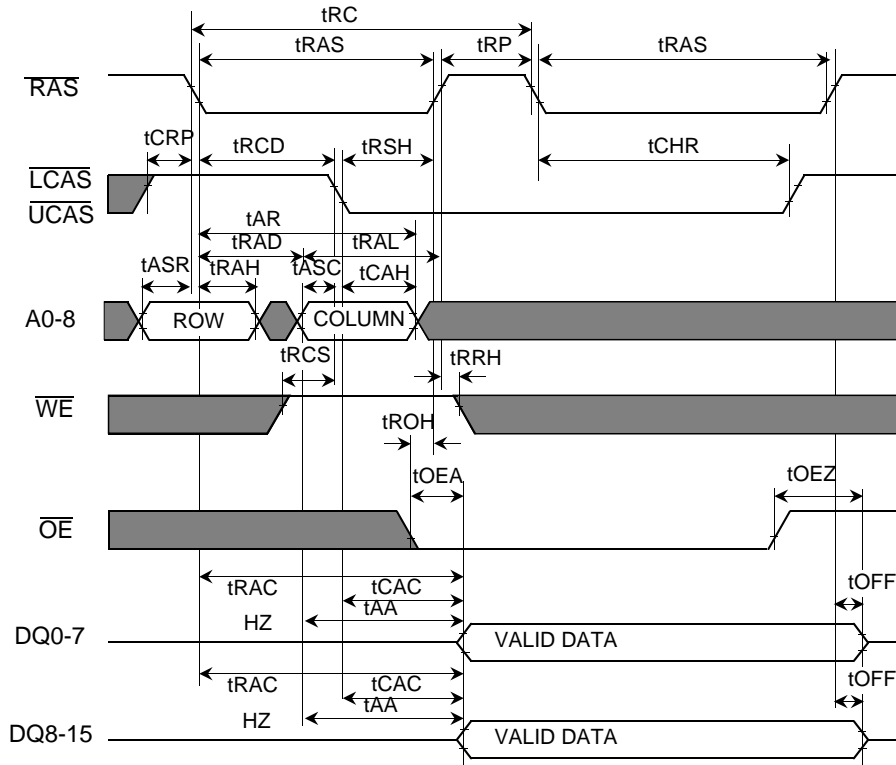 tRC
tRAS tRP tRAS
RAS
tCRP tRCD tRSH tCHR
LCAS
UCAS
tAR
tRAD tRAL
tASR tRAH tASC tCAH
A0-8 ROW COLUMN
tRCS tRRH
WE
tROH
tOEA tOEZ
OE
tRAC tCAC tOFF
HZ tAA
DQ0-7 VALID DATA
tRAC tCAC tOFF
HZ tAA
DQ8-15 VALID DATA